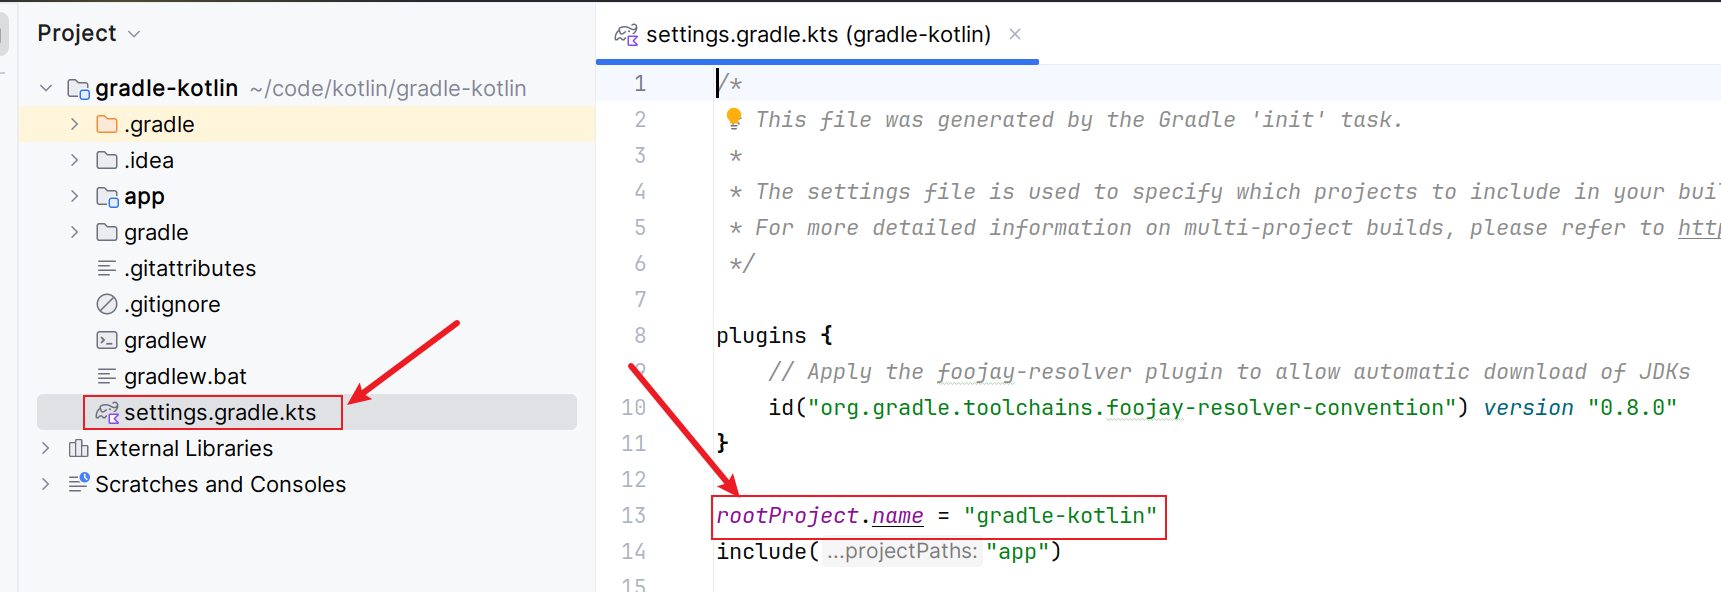 Project
gradle-kotlin ~/code/kotlin/gradle-kotlin
.gradle
.idea
app
gradle
.gitattributes
.gitignore
gradlew
gradlew.bat
settings.gradle.kts
External Libraries
Scratches and Consoles
settings.gradle.kts (gradle-kotlin)
1 /*
2 This file was generated by the Gradle 'init' task.
3 *
4 * The settings file is used to specify which projects to include in your
5 * For more detailed information on multi-project builds, please refer to
6 */
7
8 plugins {
9 // Apply the foojay-resolver plugin to allow automatic download of JDKs
10 id("org.gradle.toolchains.foojay-resolver-convention") version "0.8.0"
11 }
12
13 rootProject.name = "gradle-kotlin"
14 include( ...projectPaths: "app")
15